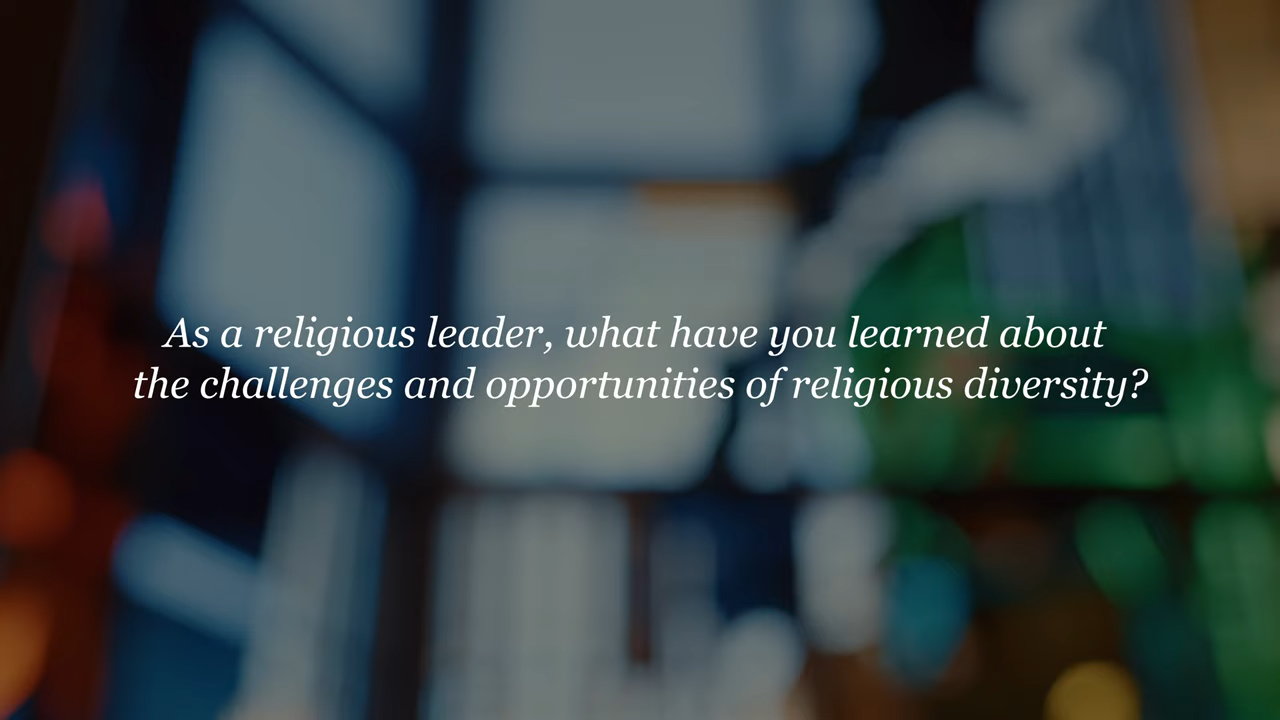 As a religious leader, what have you learned about
the challenges and opportunities of religious diversity?